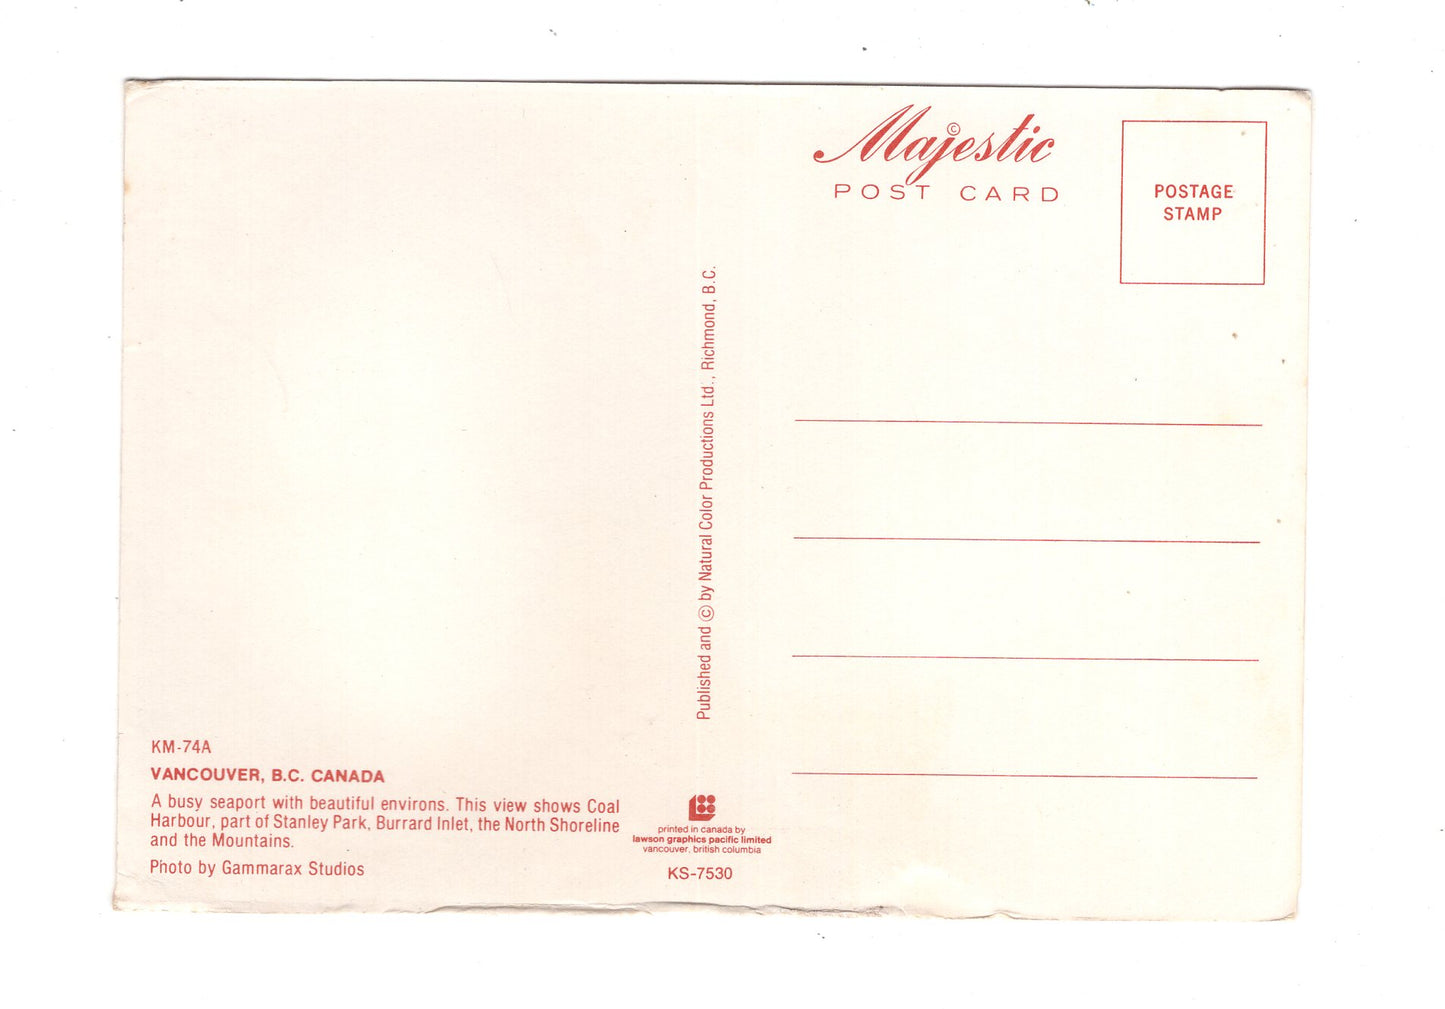 Majestic ©
POST CARD
POSTAGE
STAMP
Published and © by Natural Color Productions Ltd., Richmond, B.C.
KM-74A
VANCOUVER, B.C. CANADA
A busy seaport with beautiful environs. This view shows Coal
Harbour, part of Stanley Park, Burrard Inlet, the North Shoreline
and the Mountains.
Photo by Gammarax Studios
printed in canada by
lawson graphics pacific limited
vancouver, british columbia
KS-7530